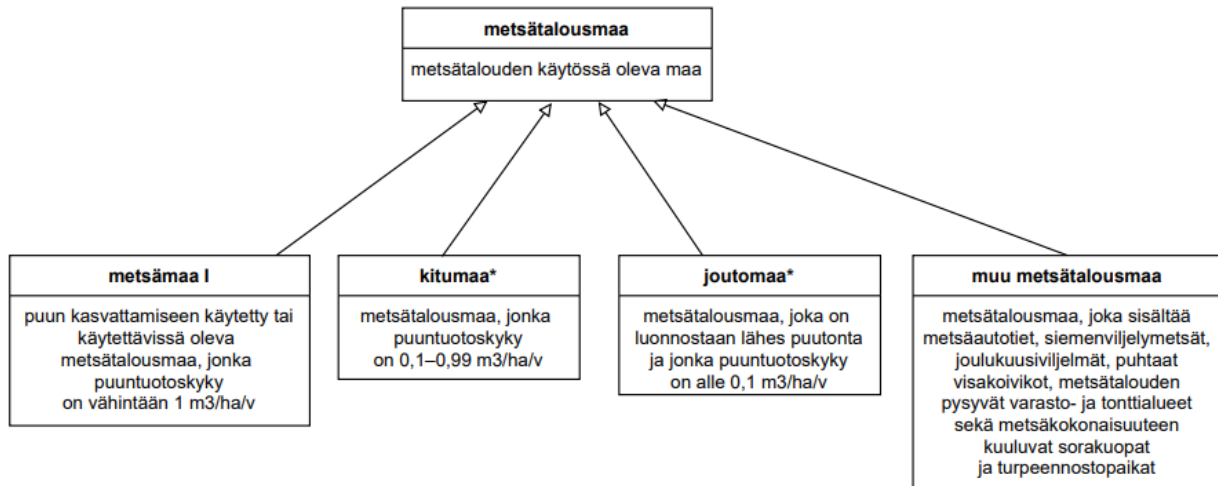 metsätalousmaa
metsätalouden käytössä oleva maa
metsämaa I
puun kasvattamiseen käytetty tai
käytettävissä oleva
metsätalousmaa, jonka
puuntuotoskyky
on vähintään 1 m3/ha/v
kitumaa*
metsätalousmaa, jonka
puuntuotoskyky
on 0,1–0,99 m3/ha/v
joutomaa*
metsätalousmaa, joka on
luonnostaan lähes puutonta
ja jonka puuntuotoskyky
on alle 0,1 m3/ha/v
muu metsätalousmaa
metsätalousmaa, joka sisältää
metsäautotiet, siemenviljelymetsät,
joulukuusiviljelmät, puhtaat
visakoivikot, metsätalouden
pysyvät varasto- ja tonttialueet
sekä metsäkokonaisuuteen
kuuluvat sorakuopat
ja turpeennostopaikat